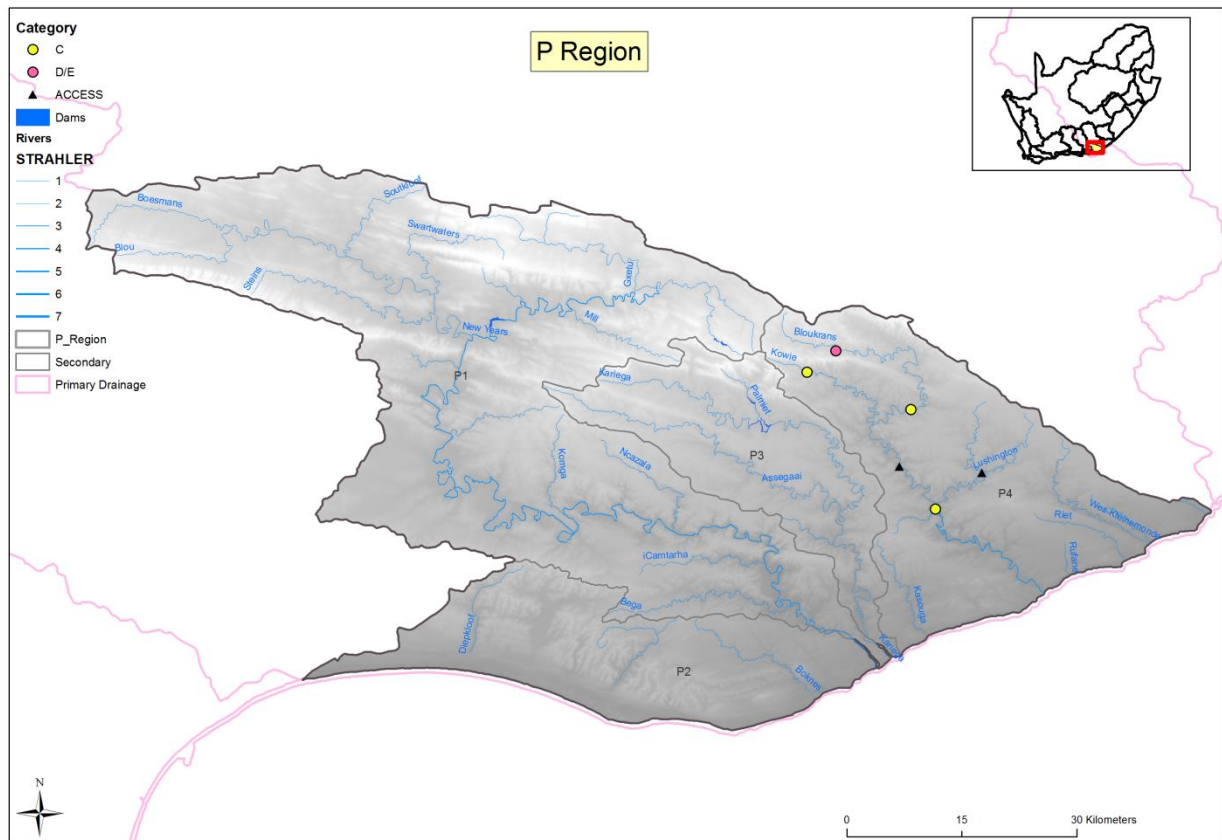 P Region
Category
C
D/E
ACCESS
Dams
Rivers
STRAHLER
1
2
3
4
5
6
7
P_Region
Secondary
Primary Drainage
Boesmans
Soutkloof
Swartwaters
Blou
Steins
Gxetu
New Years
Mill
Bloukrans
Kowie
P1
Kariega
Palmiet
P3
Komga
Ncazala
Assegaai
Lushington
P4
Wes-Kleinemonde
Riet
iCamtarha
Rufane
Bega
Kasouga
Diepkloof
Kariega
P2
Boknes
N
0
15
30 Kilometers